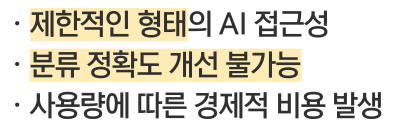 · 제한적인 형태의 AI 접근성
· 분류 정확도 개선 불가능
· 사용량에 따른 경제적 비용 발생